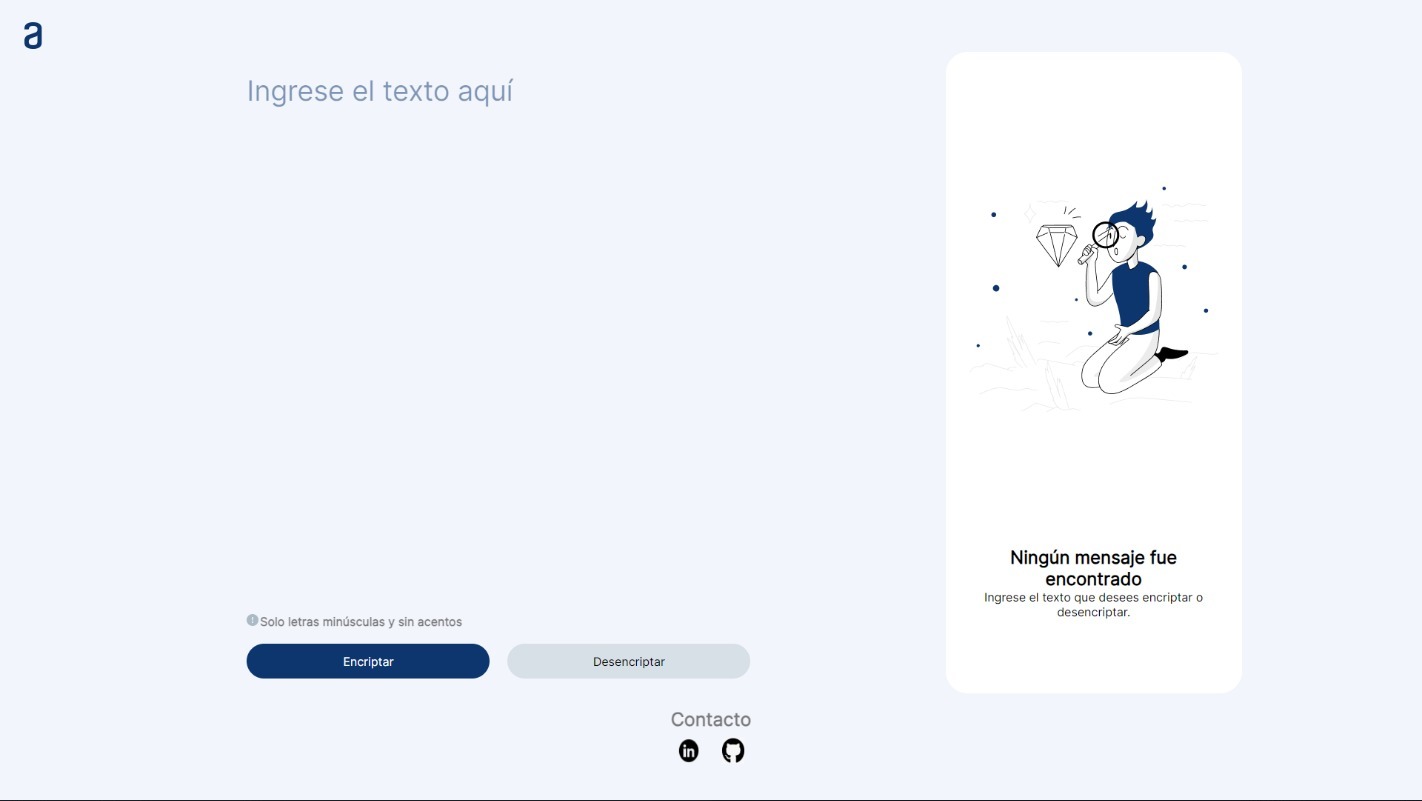 a
Ingrese el texto aquí
Solo letras minúsculas y sin acentos
Encriptar
Desencriptar
Ningún mensaje fue
encontrado
Ingrese el texto que desees encriptar o
desencriptar.
Contacto
in